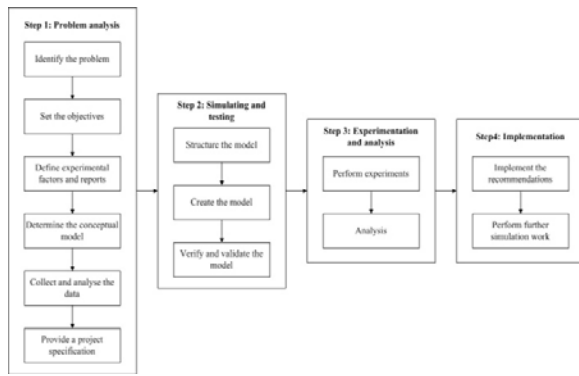 Step 1: Problem analysis
Identify the problem
Set the objectives
Define experimental
factors and reports
Determine the conceptual
model
Collect and analyse the
data
Provide a project
specification
Step 2: Simulating and
testing
Structure the model
Create the model
Verify and validate the
model
Step 3: Experimentation
and analysis
Perform experiments
Analysis
Step4: Implementation
Implement the
recommendations
Perform further
simulation work